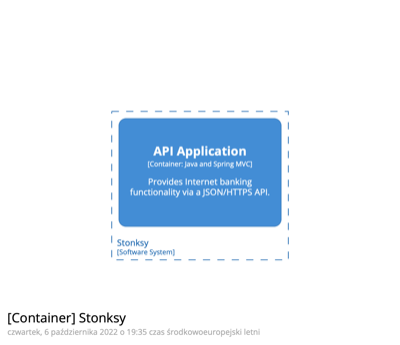 API Application
[Container: Java and Spring MVC]
Provides Internet banking
functionality via a JSON/HTTPS API.
Stonksy
[Software System]
[Container] Stonksy
czwartek, 6 października 2022 o 19:35 czas środkowoeuropejski letni